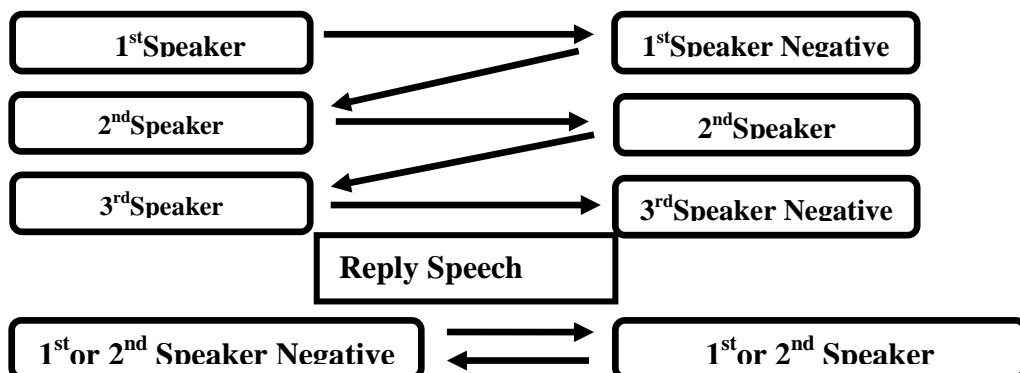 1stSpeaker
1stSpeaker Negative
2ndSpeaker
2ndSpeaker
3rdSpeaker
3rdSpeaker Negative
Reply Speech
1stor 2nd Speaker Negative
1stor 2nd Speaker